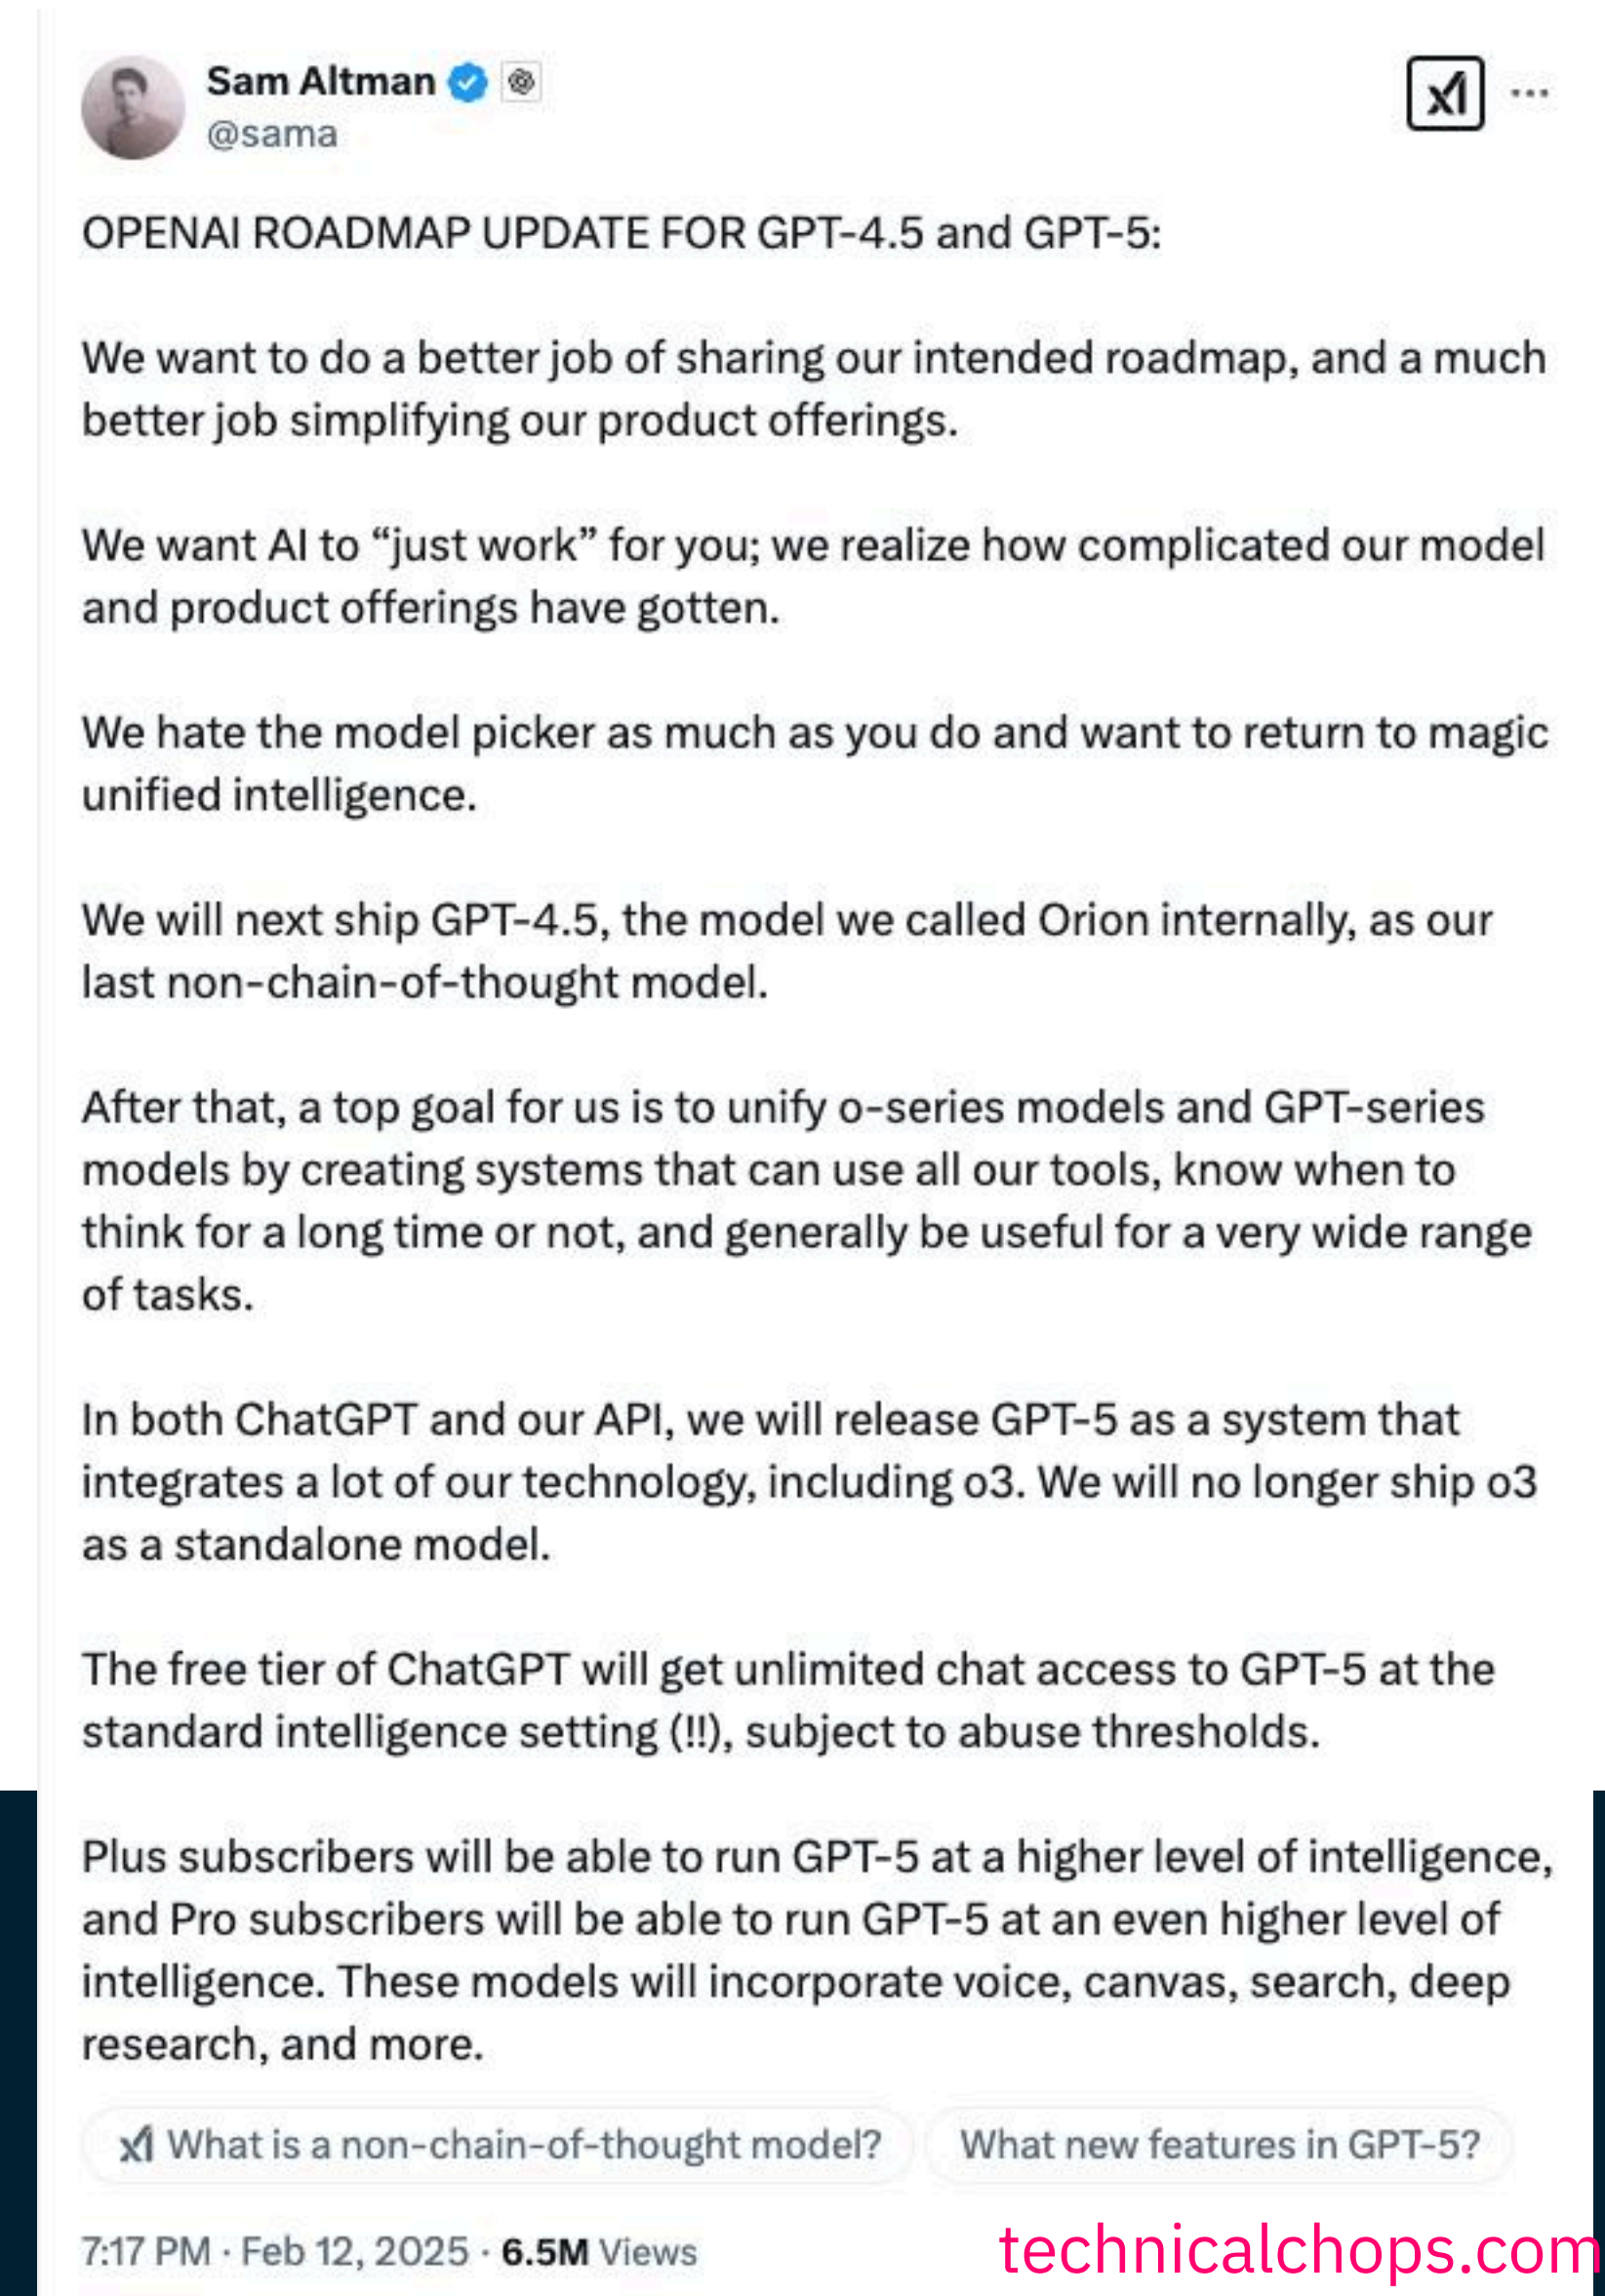 Sam Altman
@sama
OPENAI ROADMAP UPDATE FOR GPT-4.5 and GPT-5:
We want to do a better job of sharing our intended roadmap, and a much
better job simplifying our product offerings.
We want AI to “just work” for you; we realize how complicated our model
and product offerings have gotten.
We hate the model picker as much as you do and want to return to magic
unified intelligence.
We will next ship GPT-4.5, the model we called Orion internally, as our
last non-chain-of-thought model.
After that, a top goal for us is to unify o-series models and GPT-series
models by creating systems that can use all our tools, know when to
think for a long time or not, and generally be useful for a very wide range
of tasks.
In both ChatGPT and our API, we will release GPT-5 as a system that
integrates a lot of our technology, including o3. We will no longer ship o3
as a standalone model.
The free tier of ChatGPT will get unlimited chat access to GPT-5 at the
standard intelligence setting (!!), subject to abuse thresholds.
Plus subscribers will be able to run GPT-5 at a higher level of intelligence,
and Pro subscribers will be able to run GPT-5 at an even higher level of
intelligence. These models will incorporate voice, canvas, search, deep
research, and more.
What is a non-chain-of-thought model? What new features in GPT-5?
7:17 PM · Feb 12, 2025 · 6.5M Views
technicalchops.com